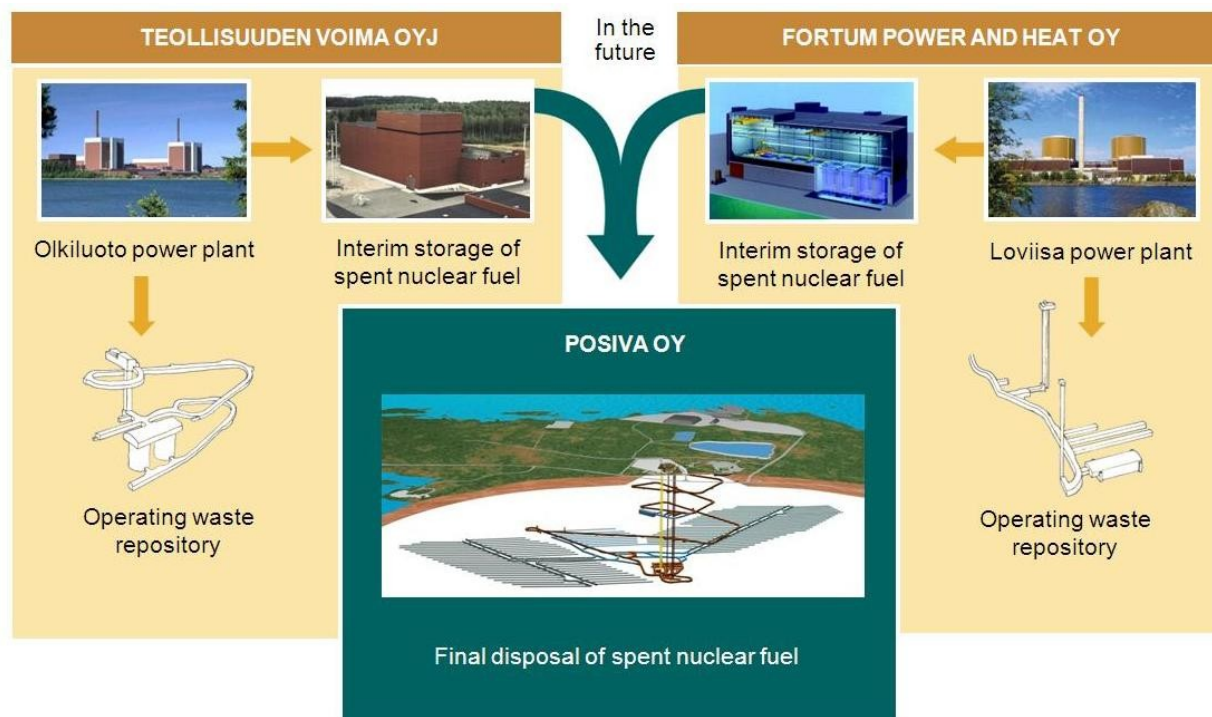 TEOLLISUUDEN VOIMA OYJ
In the
future
FORTUM POWER AND HEAT OY
Olkiluoto power plant
Interim storage of
spent nuclear fuel
Interim storage of
spent nuclear fuel
Loviisa power plant
POSIVA OY
Operating waste
repository
Operating waste
repository
Final disposal of spent nuclear fuel